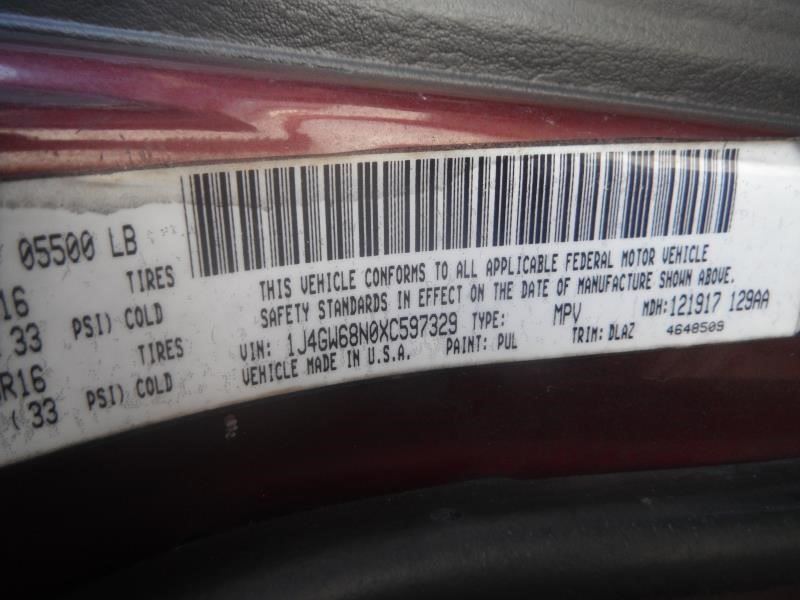 05500 LB
16 TIRES
33 PSI) COLD
R16 TIRES
( 33 PSI) COLD
THIS VEHICLE CONFORMS TO ALL APPLICABLE FEDERAL MOTOR VEHICLE
SAFETY STANDARDS IN EFFECT ON THE DATE OF MANUFACTURE SHOWN ABOVE.
VIN: 1J4GW68N0XC597329 TYPE: MPV MDH:121917 129AA
VEHICLE MADE IN U.S.A. PAINT: PUL TRIM: DLAZ 4648509